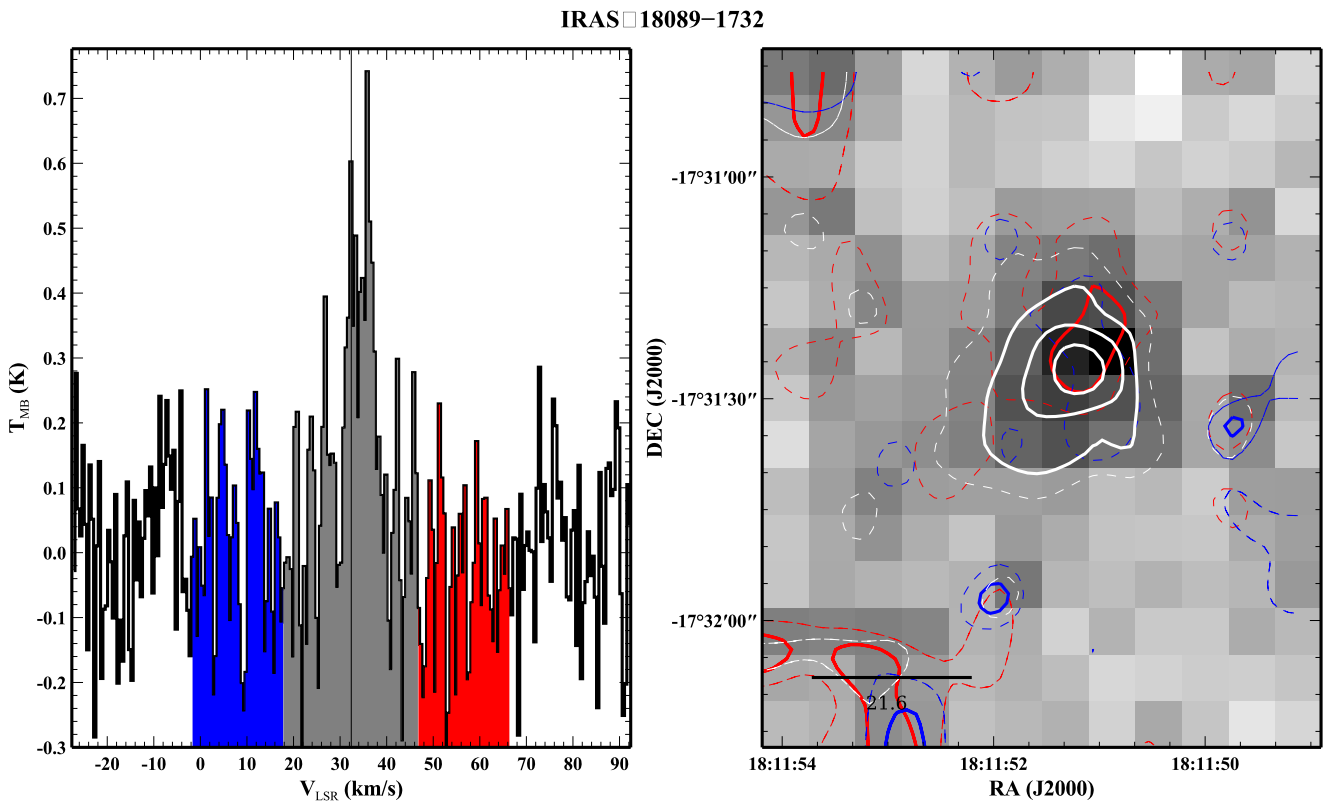 IRAS□18089−1732
0.7
0.6
0.5
0.4
0.3
0.2
0.1
0.0
-0.1
-0.2
-0.3
T_MB (K)
-20 -10 0 10 20 30 40 50 60 70 80 90
V_LSR (km/s)
DEC (J2000)
-17°31'00″
-17°31'30″
-17°32'00″
21.6
18:11:54 18:11:52 18:11:50
RA (J2000)